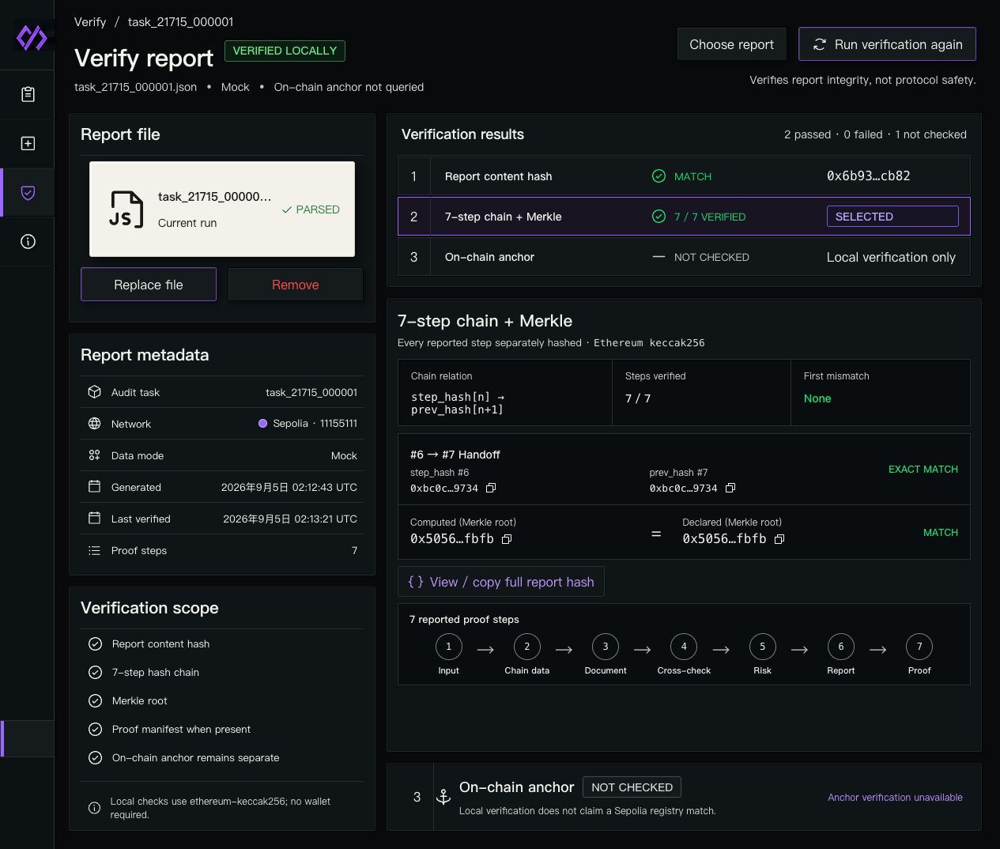 Verify / task_21715_000001
Verify report
VERIFIED LOCALLY
task_21715_000001.json • Mock • On-chain anchor not queried
Choose report
Run verification again
Verifies report integrity, not protocol safety.
Report file
JS
task_21715_00000...
Current run
PARSED
Replace file
Remove
Report metadata
Audit task task_21715_000001
Network Sepolia · 11155111
Data mode Mock
Generated 2026年9月5日 02:12:43 UTC
Last verified 2026年9月5日 02:13:21 UTC
Proof steps 7
Verification scope
Report content hash
7-step hash chain
Merkle root
Proof manifest when present
On-chain anchor remains separate
Local checks use ethereum-keccak256; no wallet
required.
Verification results
2 passed · 0 failed · 1 not checked
1 Report content hash MATCH 0x6b93…cb82
2 7-step chain + Merkle 7 / 7 VERIFIED SELECTED
3 On-chain anchor — NOT CHECKED Local verification only
7-step chain + Merkle
Every reported step separately hashed · Ethereum keccak256
Chain relation
step_hash[n] →
prev_hash[n+1]
Steps verified
7 / 7
First mismatch
None
#6 → #7 Handoff
step_hash #6
0xbc0c…9734
prev_hash #7
0xbc0c…9734
EXACT MATCH
Computed (Merkle root)
0x5056…fbfb
=
Declared (Merkle root)
0x5056…fbfb
MATCH
{ } View / copy full report hash
7 reported proof steps
1 → 2 → 3 → 4 → 5 → 6 → 7
Input Chain data Document Cross-check Risk Report Proof
3
On-chain anchor
NOT CHECKED
Local verification does not claim a Sepolia registry match.
Anchor verification unavailable